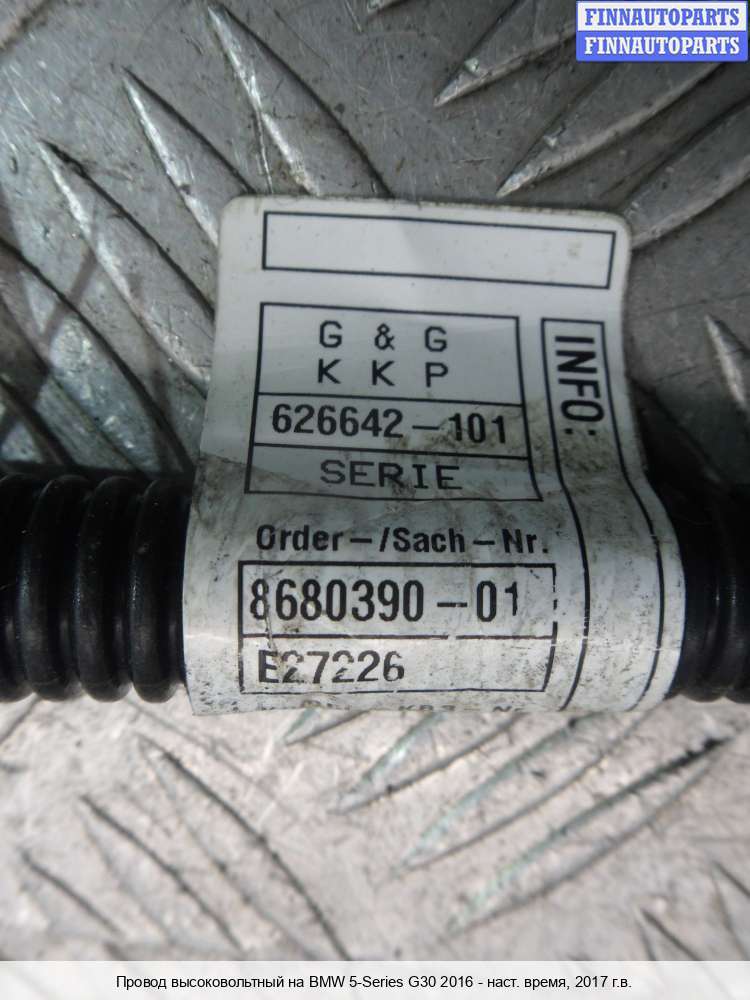 FINNAUTOPARTS
FINNAUTOPARTS
G & G
K K P
626642-101
SERIE
INFO:
Order-/Sach-Nr.
8680390-01
E27226
Провод высоковольтный на BMW 5-Series G30 2016 - наст. время, 2017 г.в.